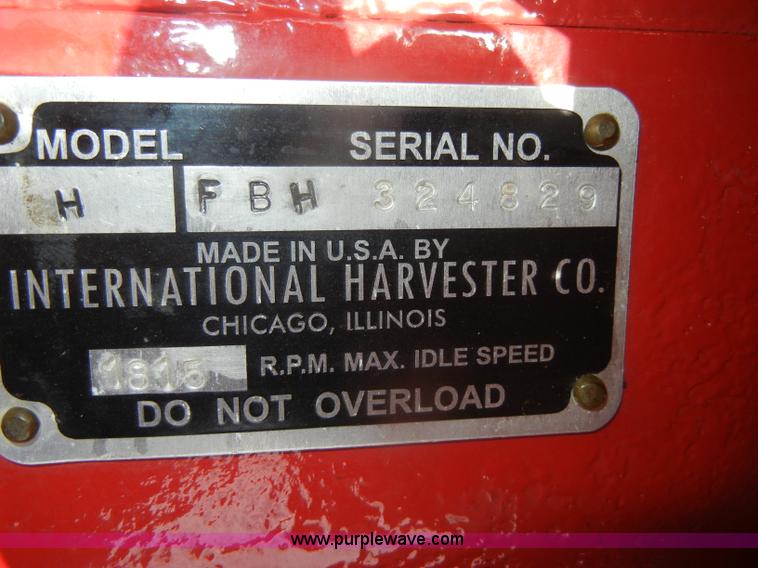 MODEL SERIAL NO.
H FBH 324829
MADE IN U.S.A. BY
INTERNATIONAL HARVESTER CO.
CHICAGO, ILLINOIS
1815 R.P.M. MAX. IDLE SPEED
DO NOT OVERLOAD
www.purplewave.com